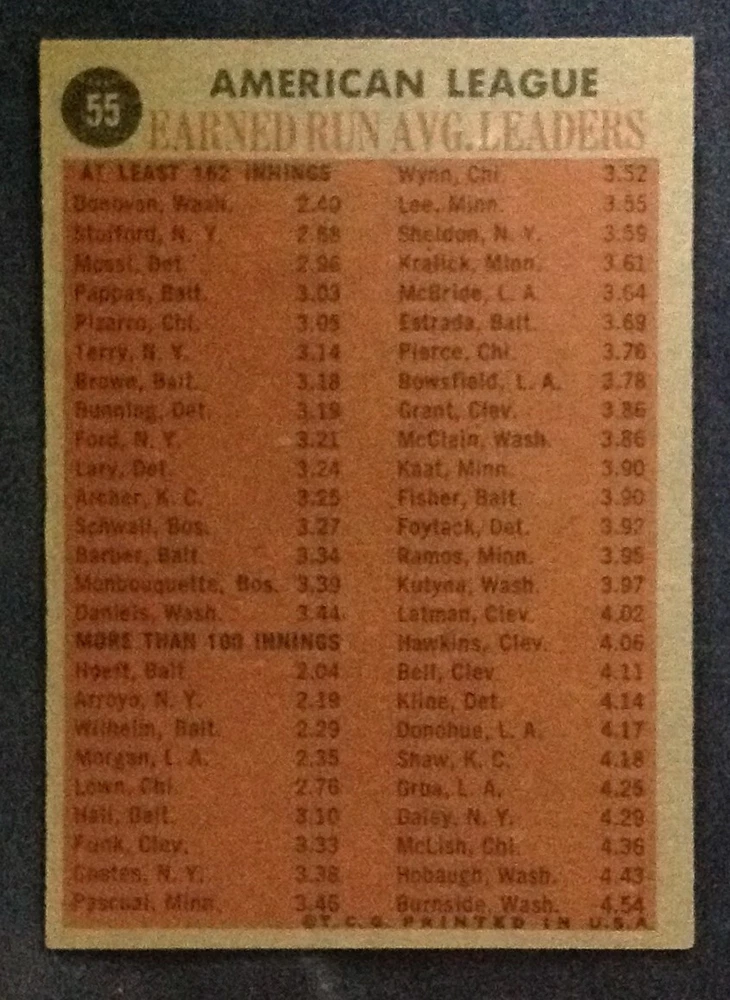 55
AMERICAN LEAGUE
EARNED RUN AVG. LEADERS
AT LEAST 162 INNINGS
Donovan, Wash. 2.40
Stafford, N. Y. 2.68
Mossi, Det. 2.96
Pappas, Balt. 3.03
Pizarro, Chi. 3.05
Terry, N. Y. 3.14
Brown, Balt. 3.18
Bunning, Det. 3.19
Ford, N. Y. 3.21
Lary, Det. 3.24
Archer, K. C. 3.25
Schwall, Bos. 3.27
Barber, Balt. 3.34
Monbouquette, Bos. 3.39
Daniels, Wash. 3.44
MORE THAN 100 INNINGS
Hoeft, Balt. 2.04
Arroyo, N. Y. 2.19
Wilhelm, Balt. 2.29
Morgan, L. A. 2.35
Lown, Chi. 2.76
Hall, Balt. 3.10
Funk, Clev. 3.33
Coates, N. Y. 3.38
Pascual, Minn. 3.46
Wynn, Chi. 3.52
Lee, Minn. 3.55
Sheldon, N. Y. 3.59
Kralick, Minn. 3.61
McBride, L. A. 3.64
Estrada, Balt. 3.69
Pierce, Chi. 3.76
Bowsfield, L. A. 3.78
Grant, Clev. 3.86
McClain, Wash. 3.86
Kaat, Minn. 3.90
Fisher, Balt. 3.90
Foytack, Det. 3.92
Ramos, Minn. 3.95
Kutyna, Wash. 3.97
Latman, Clev. 4.02
Hawkins, Clev. 4.06
Bell, Clev. 4.11
Kline, Det. 4.14
Donohue, L. A. 4.17
Shaw, K. C. 4.18
Grba, L. A. 4.25
Daley, N. Y. 4.29
McLish, Chi. 4.36
Hobaugh, Wash. 4.43
Burnside, Wash. 4.54
©T. C. G. PRINTED IN U.S.A.